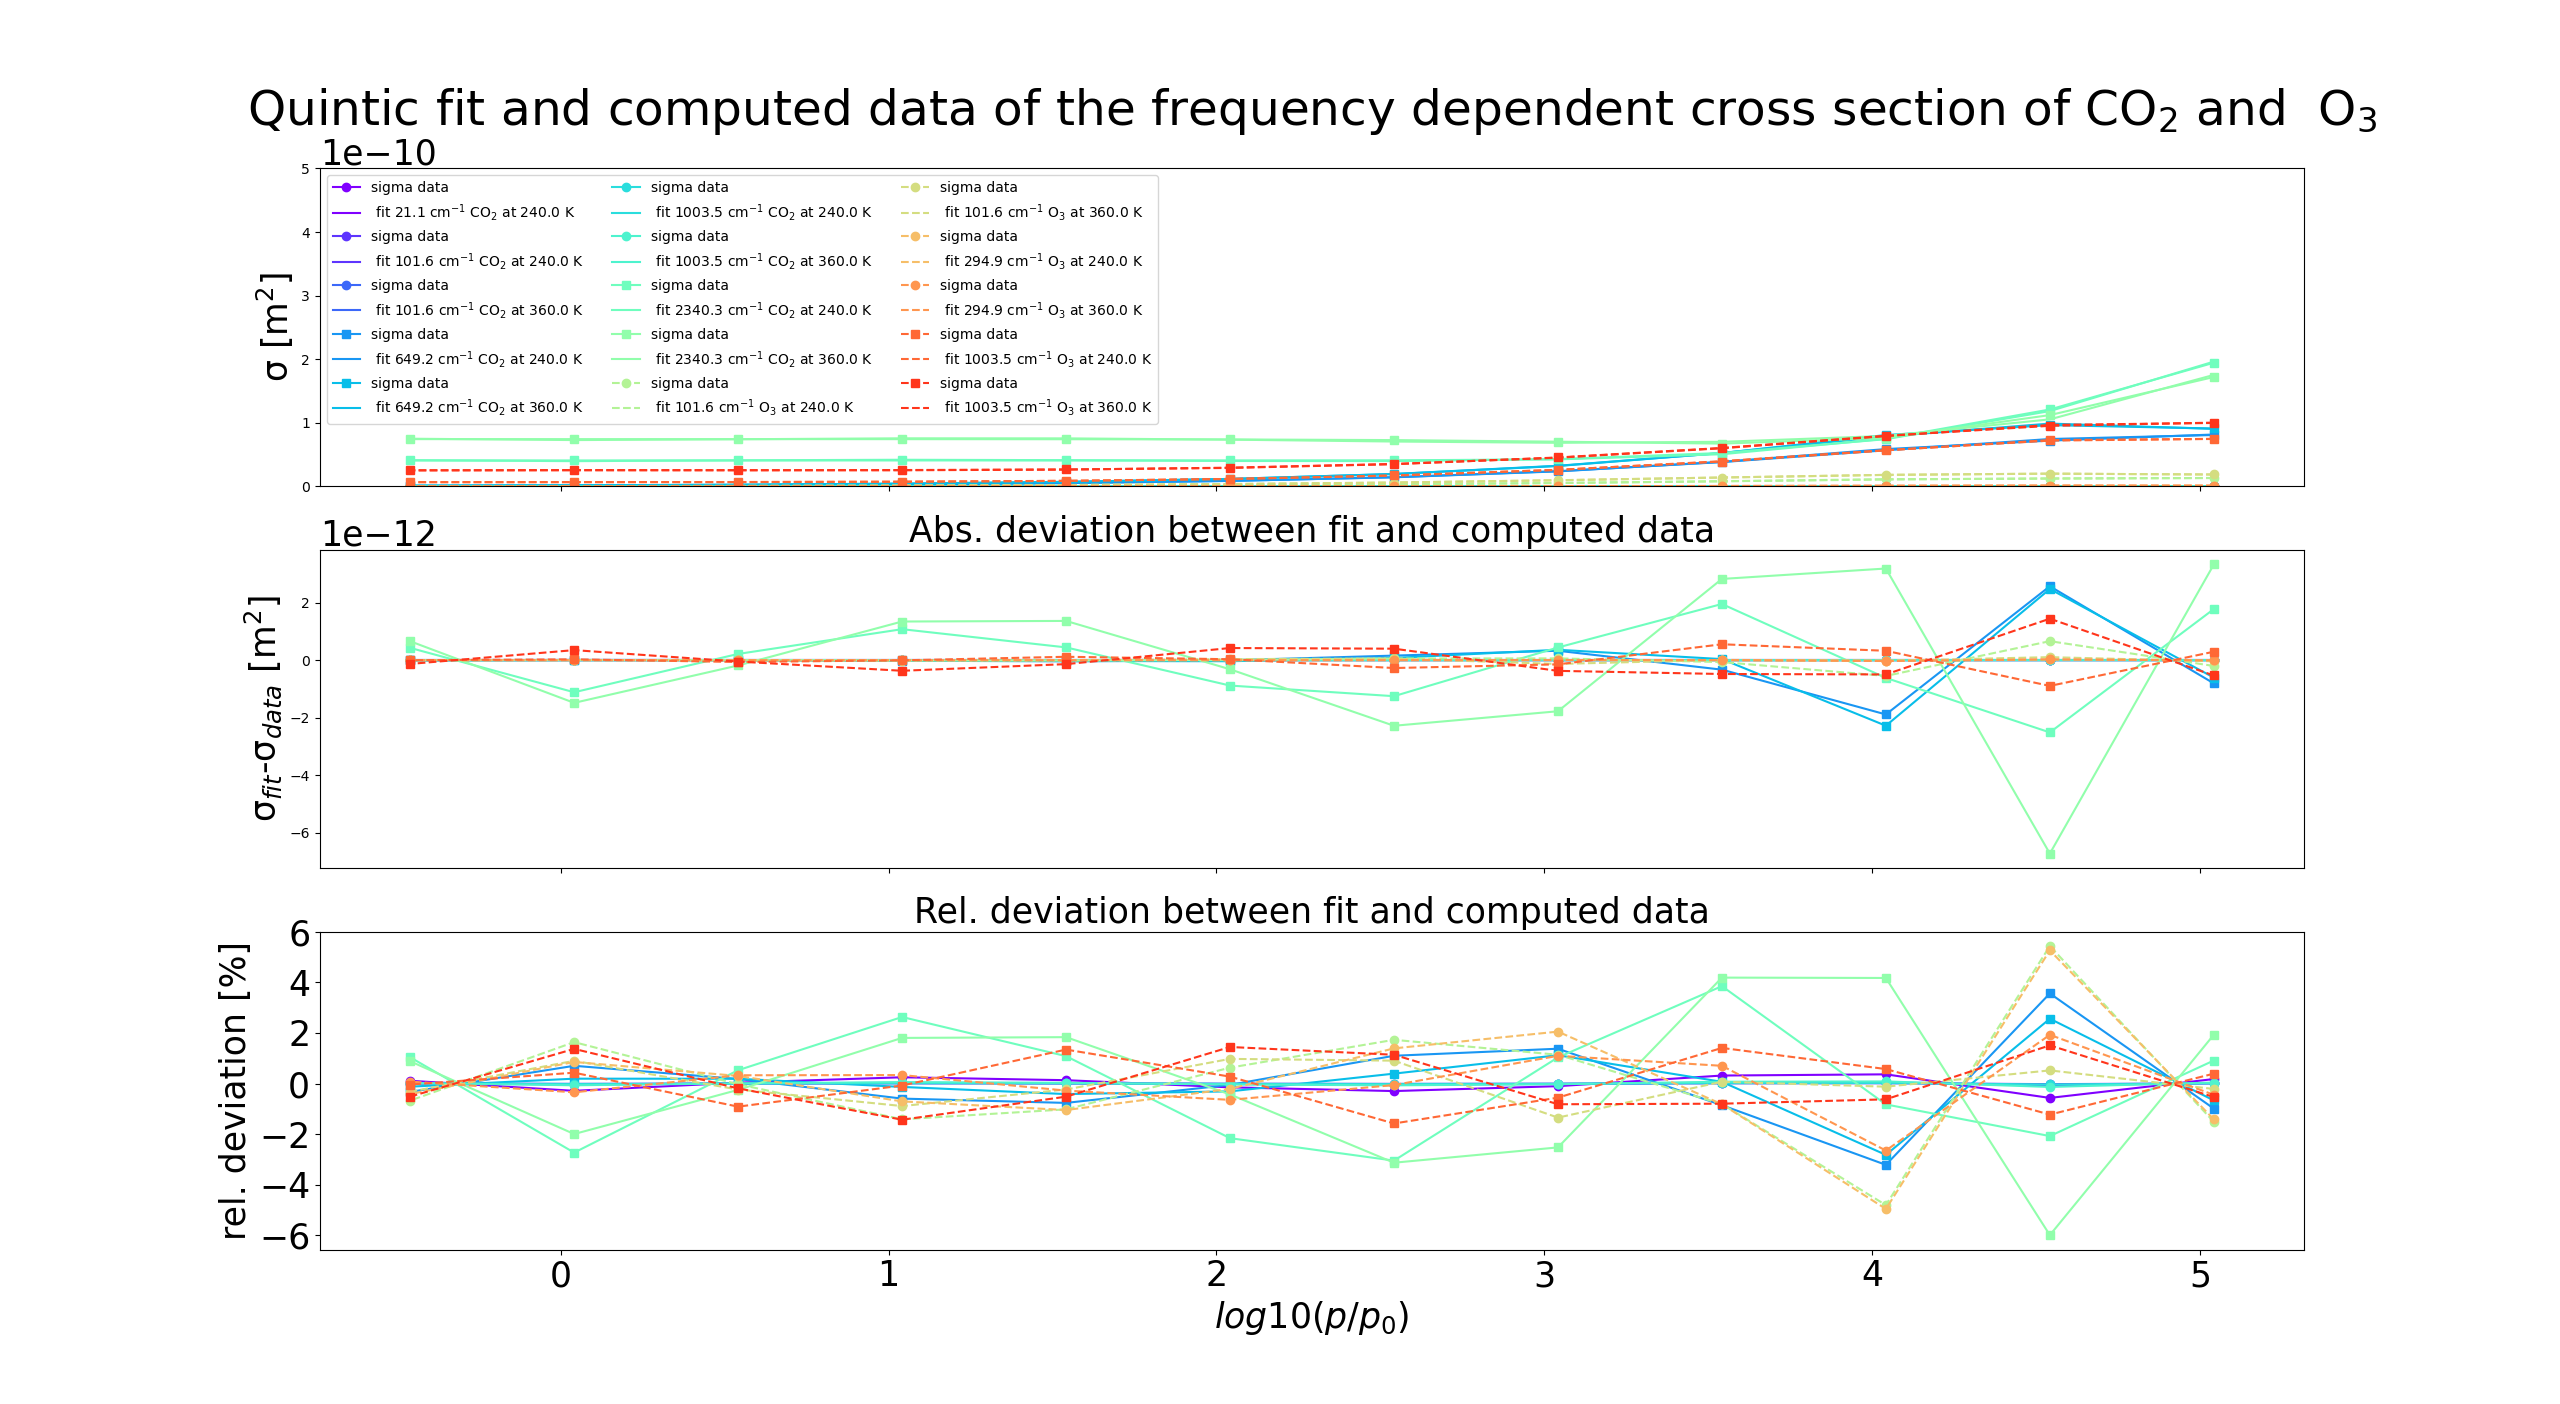 Quintic fit and computed data of the frequency dependent cross section of CO₂ and O₃
1e−10
5
4
3
2
1
0
σ [m²]
sigma data
fit 21.1 cm⁻¹ CO₂ at 240.0 K
sigma data
fit 101.6 cm⁻¹ CO₂ at 240.0 K
sigma data
fit 101.6 cm⁻¹ CO₂ at 360.0 K
sigma data
fit 649.2 cm⁻¹ CO₂ at 240.0 K
sigma data
fit 649.2 cm⁻¹ CO₂ at 360.0 K
sigma data
fit 1003.5 cm⁻¹ CO₂ at 240.0 K
sigma data
fit 1003.5 cm⁻¹ CO₂ at 360.0 K
sigma data
fit 2340.3 cm⁻¹ CO₂ at 240.0 K
sigma data
fit 2340.3 cm⁻¹ CO₂ at 360.0 K
sigma data
fit 101.6 cm⁻¹ O₃ at 240.0 K
sigma data
fit 101.6 cm⁻¹ O₃ at 360.0 K
sigma data
fit 294.9 cm⁻¹ O₃ at 240.0 K
sigma data
fit 294.9 cm⁻¹ O₃ at 360.0 K
sigma data
fit 1003.5 cm⁻¹ O₃ at 240.0 K
sigma data
fit 1003.5 cm⁻¹ O₃ at 360.0 K
Abs. deviation between fit and computed data
1e−12
2
0
−2
−4
−6
σ_fit-σ_data [m²]
Rel. deviation between fit and computed data
6
4
2
0
−2
−4
−6
rel. deviation [%]
0 1 2 3 4 5
log10(p/p₀)